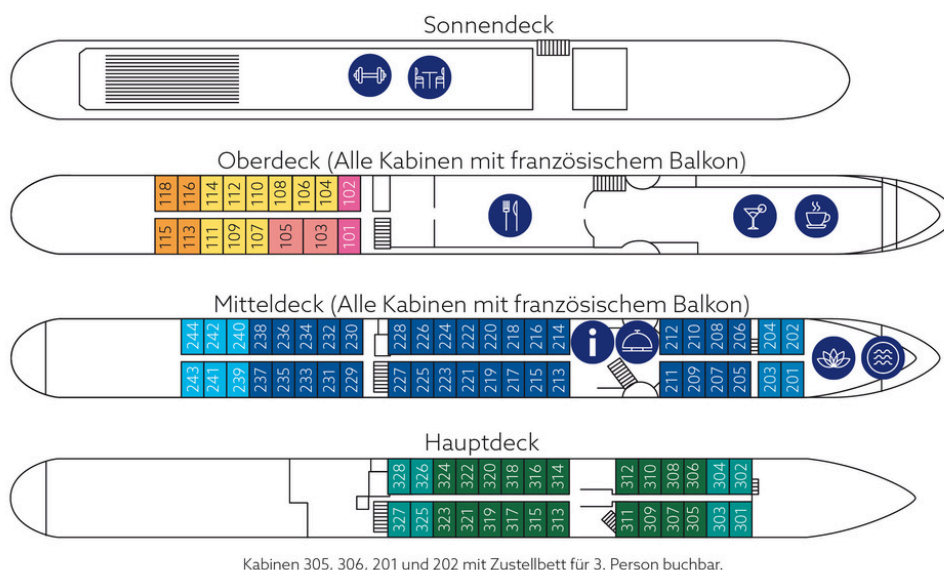 Sonnendeck
Oberdeck (Alle Kabinen mit französischem Balkon)
118 116 114 112 110 108 106 104 102
115 113 111 109 107 105 103 101
Mitteldeck (Alle Kabinen mit französischem Balkon)
244 242 240 238 236 234 232 230 228 226 224 222 220 218 216 214 i 212 210 208 206 204 202
243 241 239 237 235 233 231 229 227 225 223 221 219 217 215 213 211 209 207 205 203 201
Hauptdeck
328 326 324 322 320 318 316 314 312 310 308 306 304 302
327 325 323 321 319 317 315 313 311 309 307 305 303 301
Kabinen 305, 306, 201 und 202 mit Zustellbett für 3. Person buchbar.